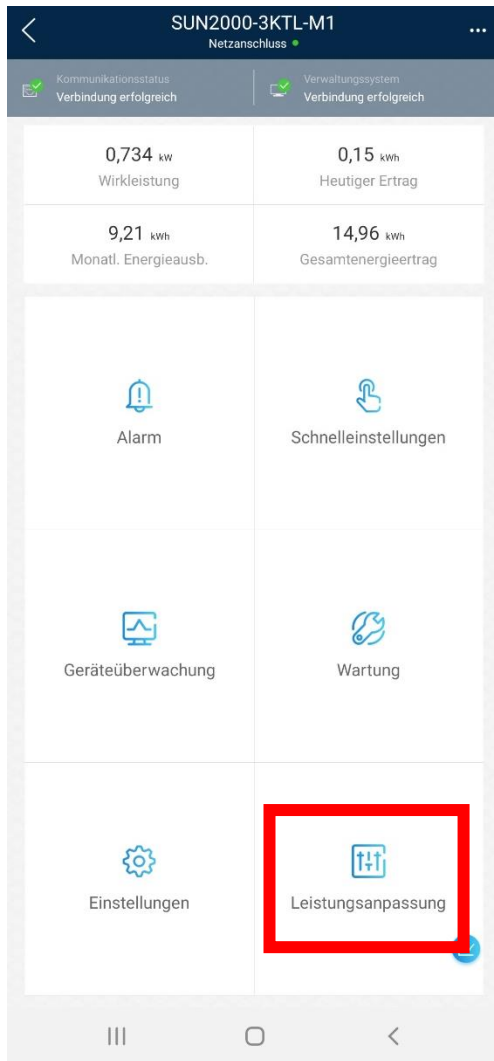 SUN2000-3KTL-M1
Netzanschluss
Kommunikationsstatus
Verbindung erfolgreich
Verwaltungssystem
Verbindung erfolgreich
0,734 kW
Wirkleistung
0,15 kWh
Heutiger Ertrag
9,21 kWh
Monatl. Energieausb.
14,96 kWh
Gesamtenergieertrag
Alarm
Schnelleinstellungen
Geräteüberwachung
Wartung
Einstellungen
Leistungsanpassung